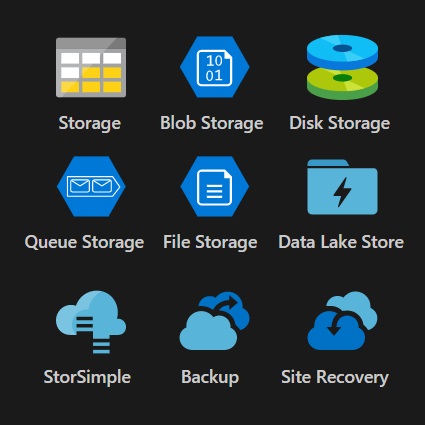 Storage
10
01
Blob Storage
Disk Storage
Queue Storage
File Storage
Data Lake Store
StorSimple
Backup
Site Recovery